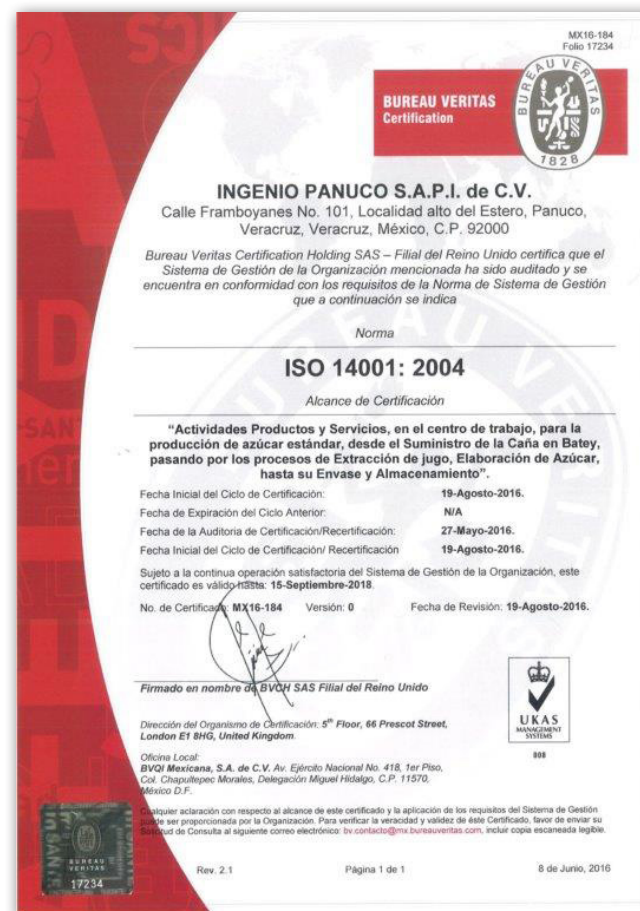 MX16-184
Folio 17234
BUREAU VERITAS
Certification
BUREAU VERITAS
1828
INGENIO PANUCO S.A.P.I. de C.V.
Calle Framboyanes No. 101, Localidad alto del Estero, Panuco,
Veracruz, Veracruz, México, C.P. 92000
Bureau Veritas Certification Holding SAS – Filial del Reino Unido certifica que el
Sistema de Gestión de la Organización mencionada ha sido auditado y se
encuentra en conformidad con los requisitos de la Norma de Sistema de Gestión
que a continuación se indica
Norma
ISO 14001: 2004
Alcance de Certificación
“Actividades Productos y Servicios, en el centro de trabajo, para la
producción de azúcar estándar, desde el Suministro de la Caña en Batey,
pasando por los procesos de Extracción de jugo, Elaboración de Azúcar,
hasta su Envase y Almacenamiento”.
Fecha Inicial del Ciclo de Certificación: 19-Agosto-2016.
Fecha de Expiración del Ciclo Anterior: N/A
Fecha de la Auditoria de Certificación/Recertificación: 27-Mayo-2016.
Fecha Inicial del Ciclo de Certificación/ Recertificación 19-Agosto-2016.
Sujeto a la continua operación satisfactoria del Sistema de Gestión de la Organización, este
certificado es válido hasta: 15-Septiembre-2018.
No. de Certificado: MX16-184 Versión: 0 Fecha de Revisión: 19-Agosto-2016.
Firmado en nombre de BVCH SAS Filial del Reino Unido
Dirección del Organismo de Certificación: 5th Floor, 66 Prescot Street,
London E1 8HG, United Kingdom.
UKAS
MANAGEMENT
SYSTEMS
008
Oficina Local:
BVQI Mexicana, S.A. de C.V. Av. Ejército Nacional No. 418, 1er Piso,
Col. Chapultepec Morales, Delegación Miguel Hidalgo, C.P. 11570,
México D.F.
Cualquier aclaración con respecto al alcance de este certificado y la aplicación de los requisitos del Sistema de Gestión
puede ser proporcionada por la Organización. Para verificar la veracidad y validez de éste Certificado, favor de enviar su
Solicitud de Consulta al siguiente correo electrónico: bv.contacto@mx.bureauveritas.com, incluir copia escaneada legible.
BUREAU
VERITAS
17234
Rev. 2.1 Página 1 de 1 8 de Junio, 2016